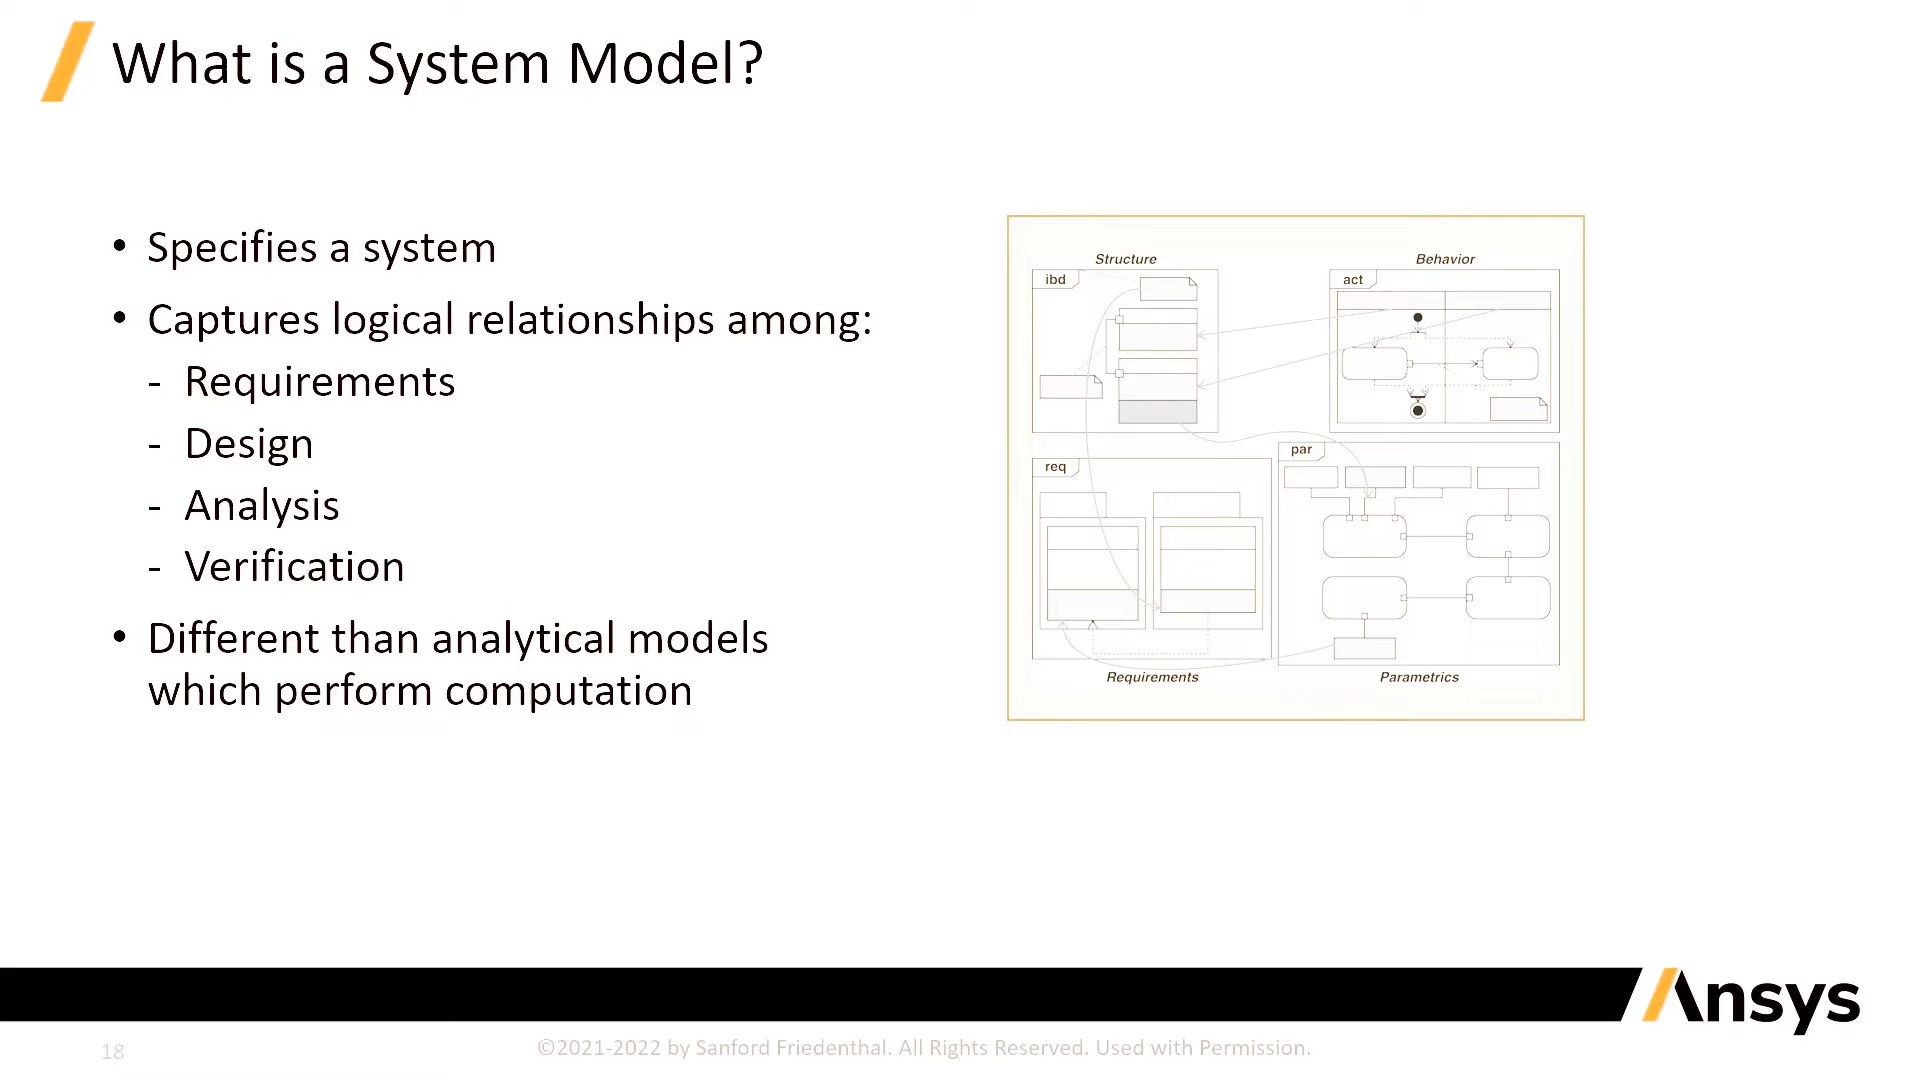 What is a System Model?
• Specifies a system
• Captures logical relationships among:
- Requirements
- Design
- Analysis
- Verification
• Different than analytical models
which perform computation
Structure
ibd
Behavior
act
req
Requirements
par
Parametrics
Ansys
18
©2021-2022 by Sanford Friedenthal. All Rights Reserved. Used with Permission.